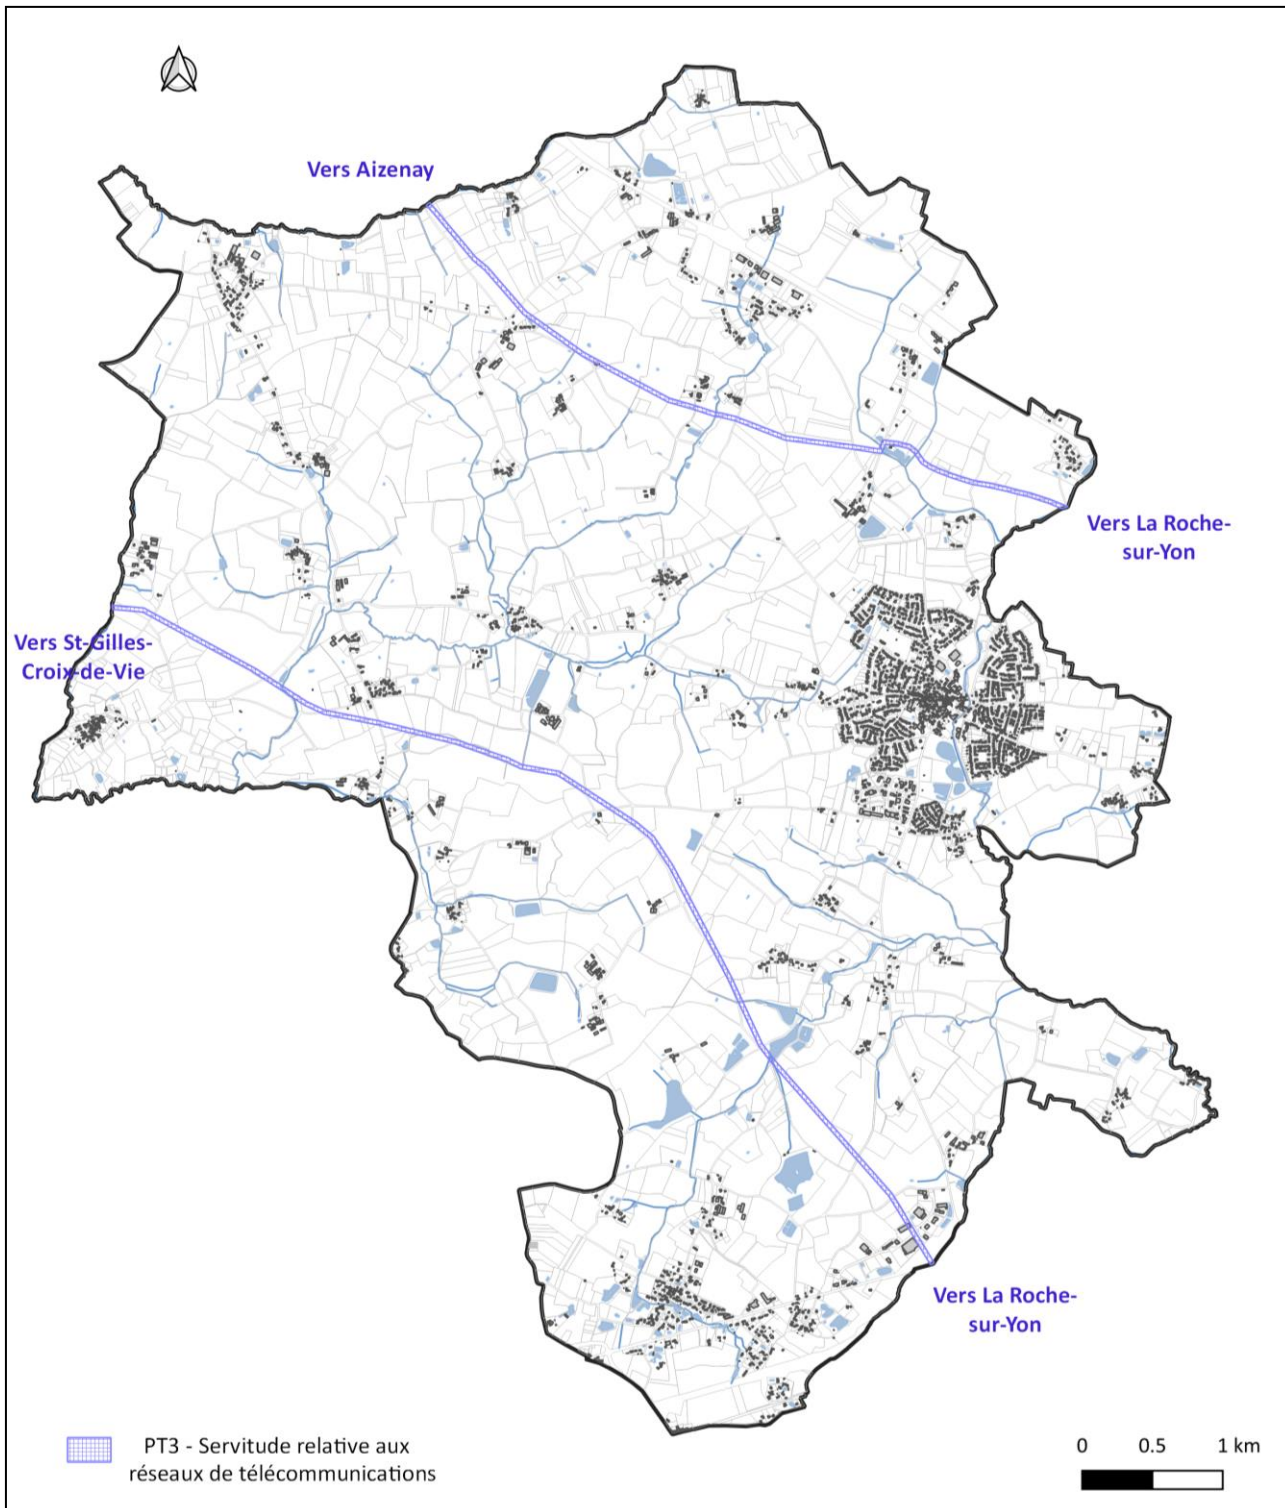 Vers Aizenay
Vers La Roche-
sur-Yon
Vers St-Gilles-
Croix-de-Vie
Vers La Roche-
sur-Yon
PT3 - Servitude relative aux
réseaux de télécommunications
0 0.5 1 km